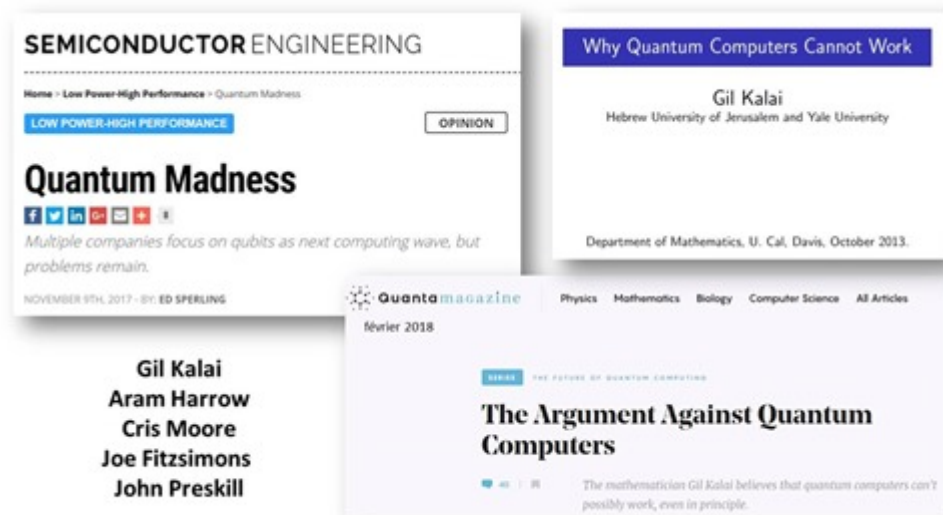 SEMICONDUCTOR ENGINEERING
Home > Low Power-High Performance > Quantum Madness
LOW POWER-HIGH PERFORMANCE
OPINION
Quantum Madness
8
Multiple companies focus on qubits as next computing wave, but
problems remain.
NOVEMBER 9TH, 2017 - BY: ED SPERLING
Why Quantum Computers Cannot Work
Gil Kalai
Hebrew University of Jerusalem and Yale University
Department of Mathematics, U. Cal, Davis, October 2013.
Quantamagazine
Physics Mathematics Biology Computer Science All Articles
février 2018
SERIES THE FUTURE OF QUANTUM COMPUTING
The Argument Against Quantum
Computers
The mathematician Gil Kalai believes that quantum computers can't
possibly work, even in principle.
Gil Kalai
Aram Harrow
Cris Moore
Joe Fitzsimons
John Preskill